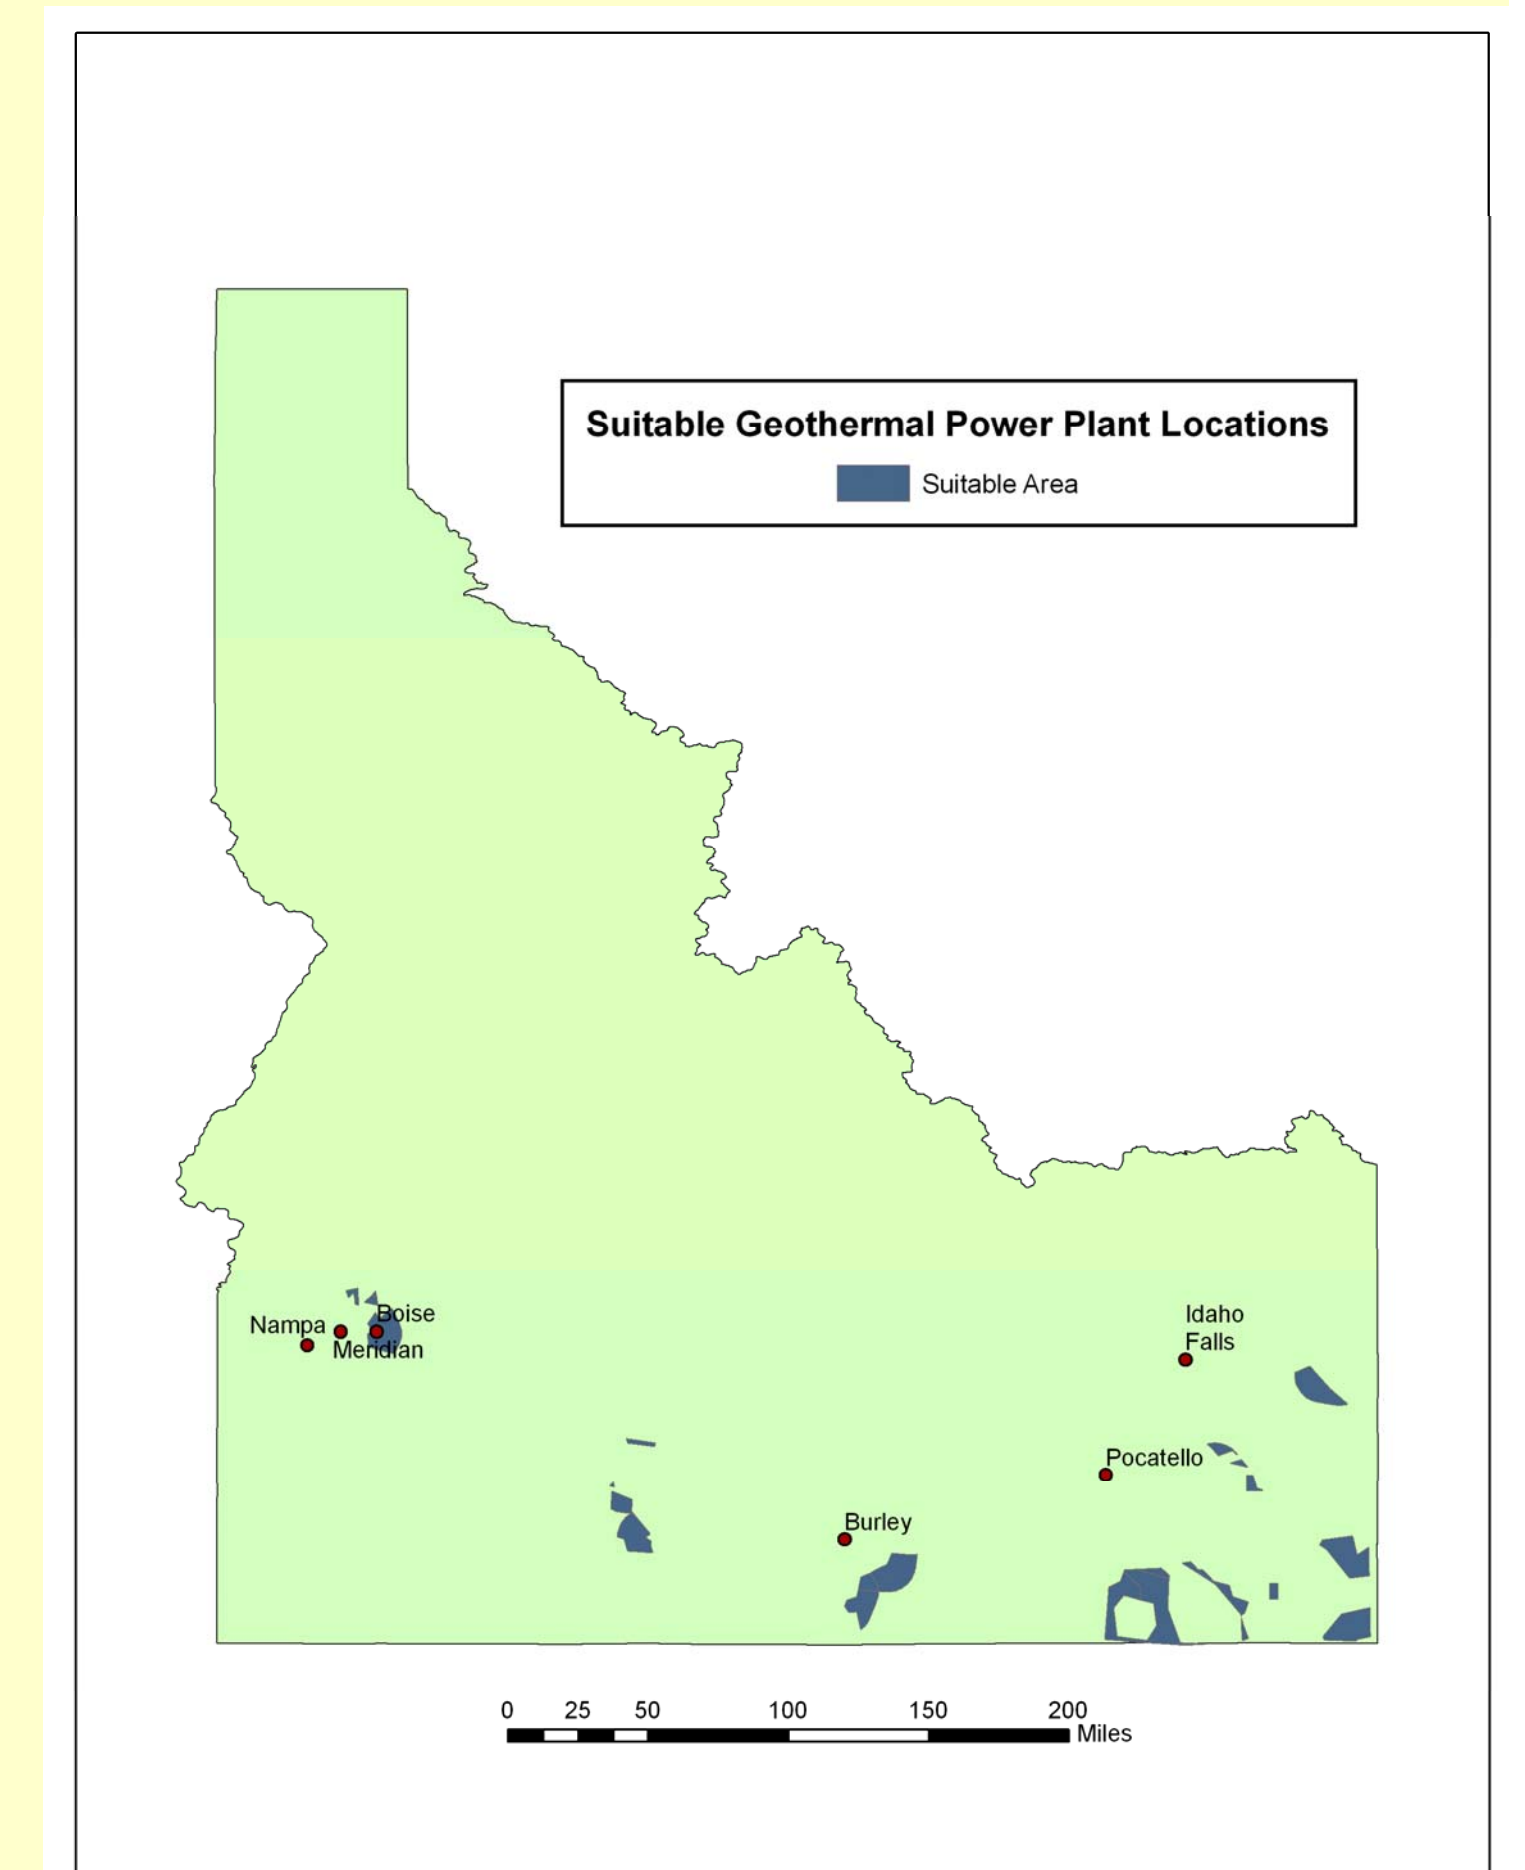 Suitable Geothermal Power Plant Locations
Suitable Area
Boise
Nampa
Meridian
Idaho
Falls
Pocatello
Burley
0 25 50 100 150 200
Miles